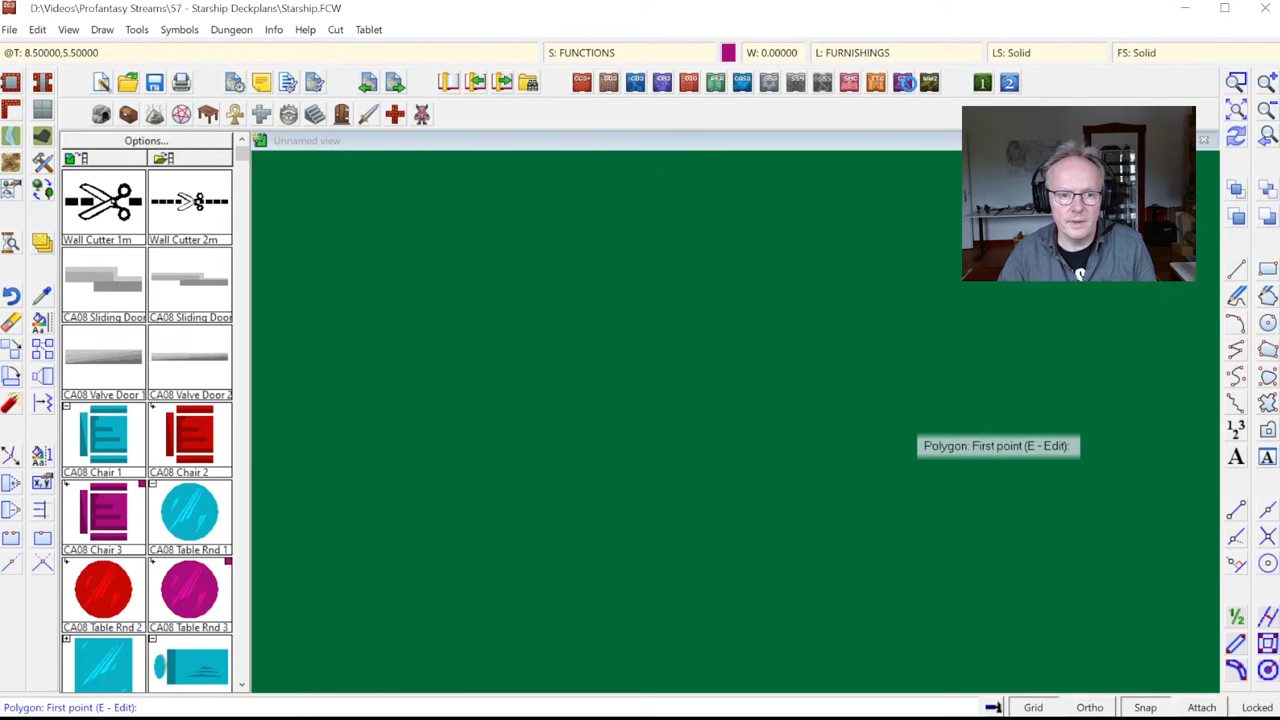 D:\Videos\Profantasy Streams\57 - Starship Deckplans\Starship.FCW
File Edit View Draw Tools Symbols Dungeon Info Help Cut Tablet
@T: 8.50000,5.50000 S: FUNCTIONS W: 0.00000 L: FURNISHINGS LS: Solid FS: Solid
Options...
Unnamed view
Wall Cutter 1m Wall Cutter 2m
CA08 Sliding Door CA08 Sliding Door
CA08 Valve Door 1 CA08 Valve Door 2
CA08 Chair 1 CA08 Chair 2
CA08 Chair 3 CA08 Table Rnd 1
CA08 Table Rnd 2 CA08 Table Rnd 3
Polygon: First point (E - Edit):
Polygon: First point (E - Edit):
Grid Ortho Snap Attach Locked